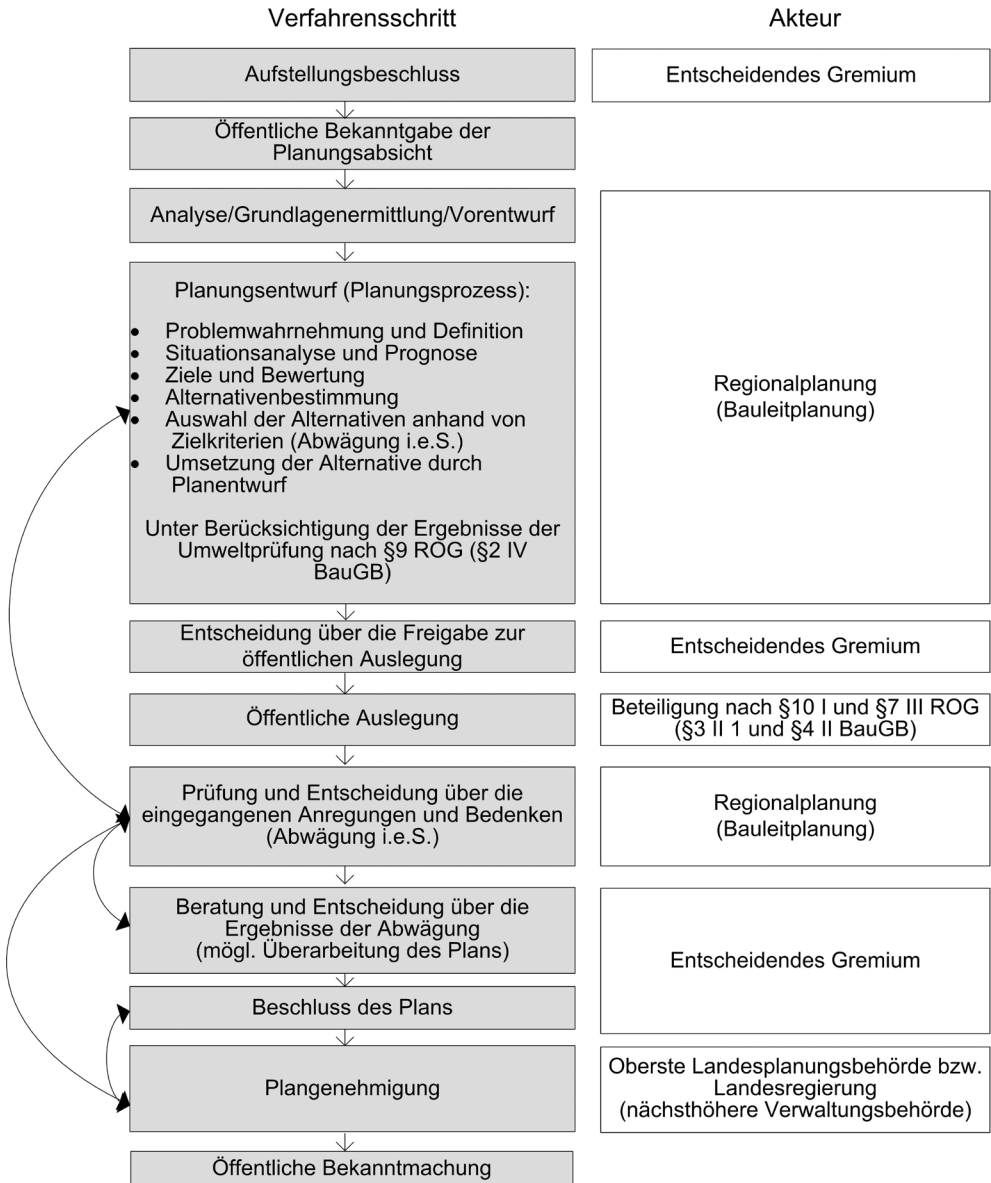 Verfahrensschritt
Akteur
Aufstellungsbeschluss
Entscheidendes Gremium
Öffentliche Bekanntgabe der
Planungsabsicht
Analyse/Grundlagenermittlung/Vorentwurf
Planungsentwurf (Planungsprozess):
• Problemwahrnehmung und Definition
• Situationsanalyse und Prognose
• Ziele und Bewertung
• Alternativenbestimmung
• Auswahl der Alternativen anhand von
Zielkriterien (Abwägung i.e.S.)
• Umsetzung der Alternative durch
Planentwurf
Unter Berücksichtigung der Ergebnisse der
Umweltprüfung nach §9 ROG (§2 IV
BauGB)
Regionalplanung
(Bauleitplanung)
Entscheidung über die Freigabe zur
öffentlichen Auslegung
Entscheidendes Gremium
Öffentliche Auslegung
Beteiligung nach §10 I und §7 III ROG
(§3 II 1 und §4 II BauGB)
Prüfung und Entscheidung über die
eingegangenen Anregungen und Bedenken
(Abwägung i.e.S.)
Regionalplanung
(Bauleitplanung)
Beratung und Entscheidung über die
Ergebnisse der Abwägung
(mögl. Überarbeitung des Plans)
Beschluss des Plans
Entscheidendes Gremium
Plangenehmigung
Oberste Landesplanungsbehörde bzw.
Landesregierung
(nächsthöhere Verwaltungsbehörde)
Öffentliche Bekanntmachung